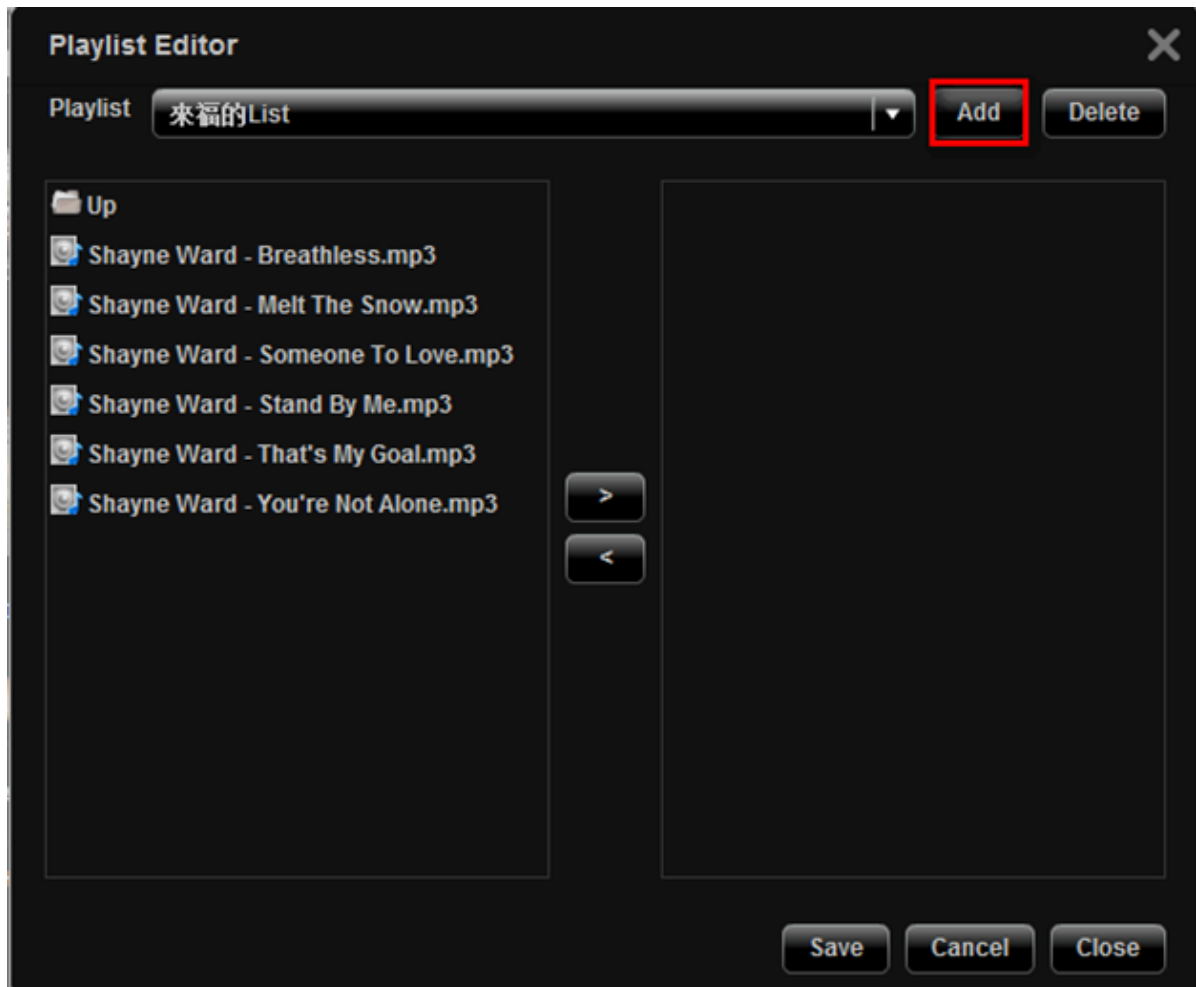 Playlist Editor
Playlist 來福的List Add Delete
Up
Shayne Ward - Breathless.mp3
Shayne Ward - Melt The Snow.mp3
Shayne Ward - Someone To Love.mp3
Shayne Ward - Stand By Me.mp3
Shayne Ward - That's My Goal.mp3
Shayne Ward - You're Not Alone.mp3
>
<
Save Cancel Close